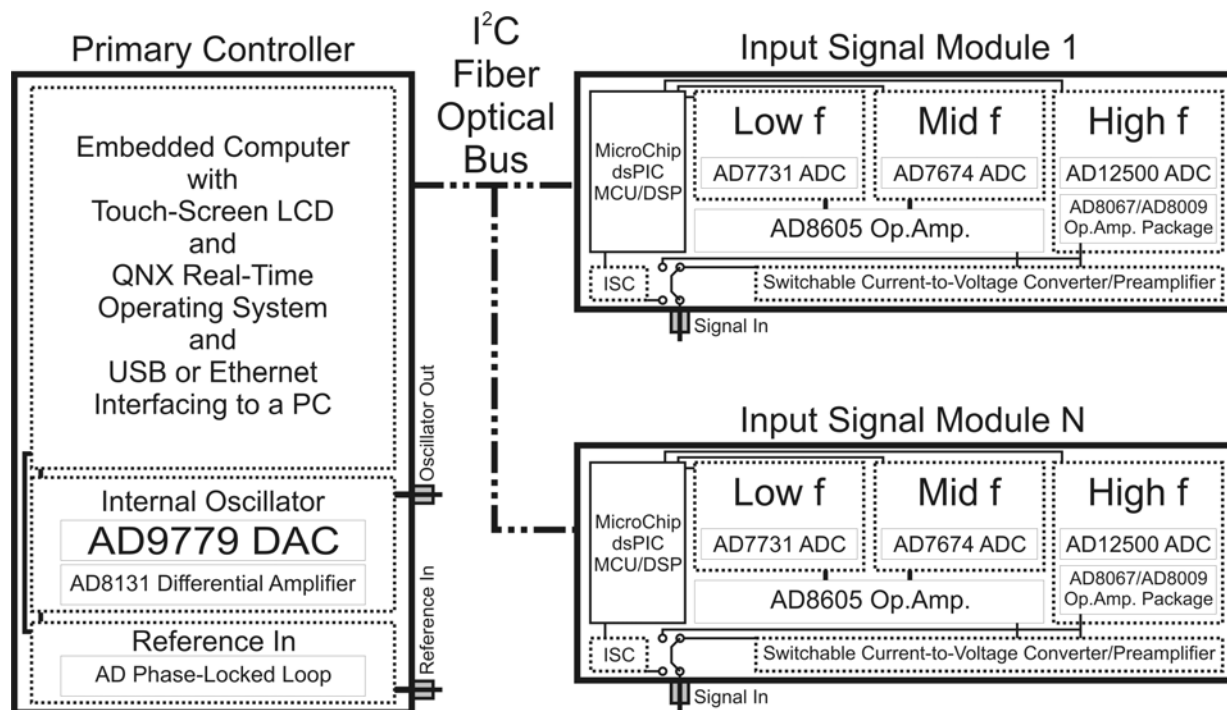 Primary Controller
Embedded Computer
with
Touch-Screen LCD
and
QNX Real-Time
Operating System
and
USB or Ethernet
Interfacing to a PC
Internal Oscillator
AD9779 DAC
AD8131 Differential Amplifier
Reference In
AD Phase-Locked Loop
Oscillator Out
Reference In
I²C
Fiber
Optical
Bus
Input Signal Module 1
MicroChip
dsPIC
MCU/DSP
Low f
AD7731 ADC
Mid f
AD7674 ADC
High f
AD12500 ADC
AD8067/AD8009
Op.Amp. Package
AD8605 Op.Amp.
ISC
Switchable Current-to-Voltage Converter/Preamplifier
Signal In
Input Signal Module N
MicroChip
dsPIC
MCU/DSP
Low f
AD7731 ADC
Mid f
AD7674 ADC
High f
AD12500 ADC
AD8067/AD8009
Op.Amp. Package
AD8605 Op.Amp.
ISC
Switchable Current-to-Voltage Converter/Preamplifier
Signal In